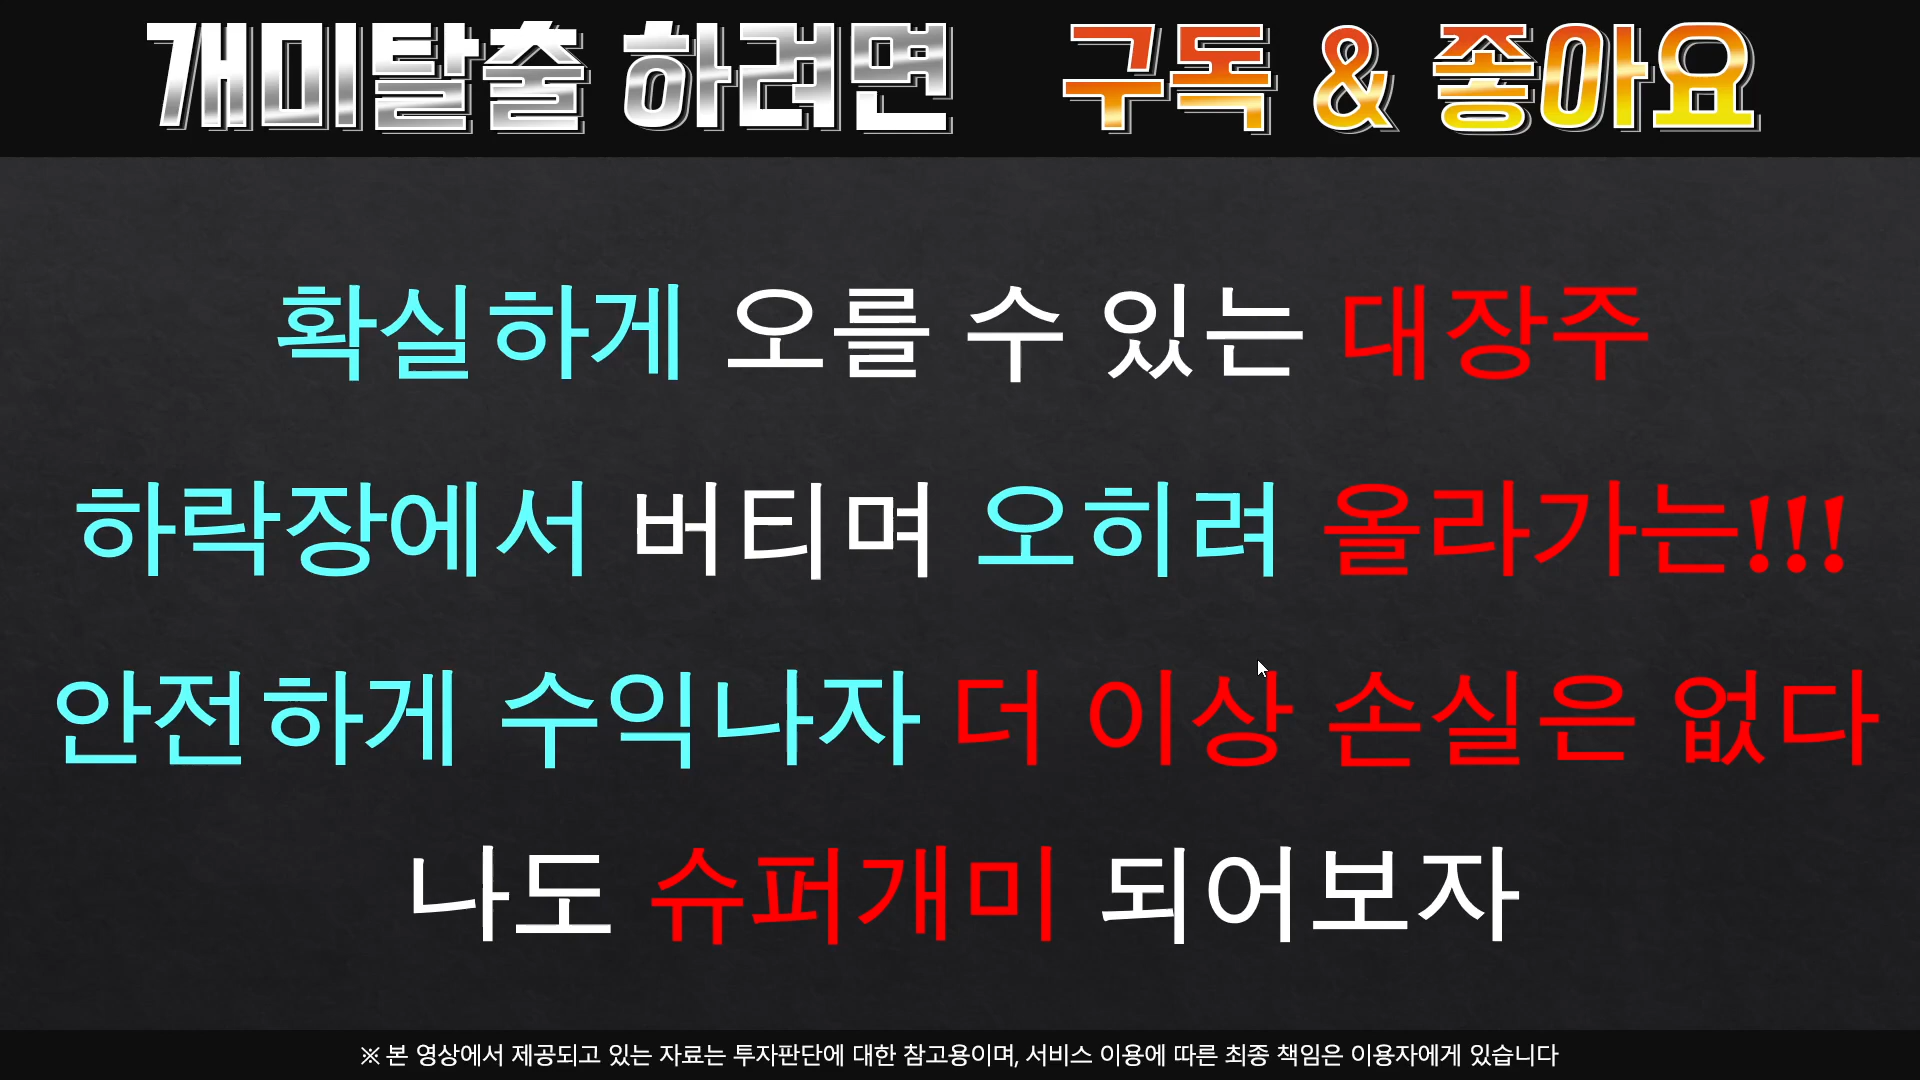 개미탈출 하려면 구독 & 좋아요
확실하게 오를 수 있는 대장주
하락장에서 버티며 오히려 올라가는!!!
안전하게 수익나자 더 이상 손실은 없다
나도 슈퍼개미 되어보자
※ 본 영상에서 제공되고 있는 자료는 투자판단에 대한 참고용이며, 서비스 이용에 따른 최종 책임은 이용자에게 있습니다